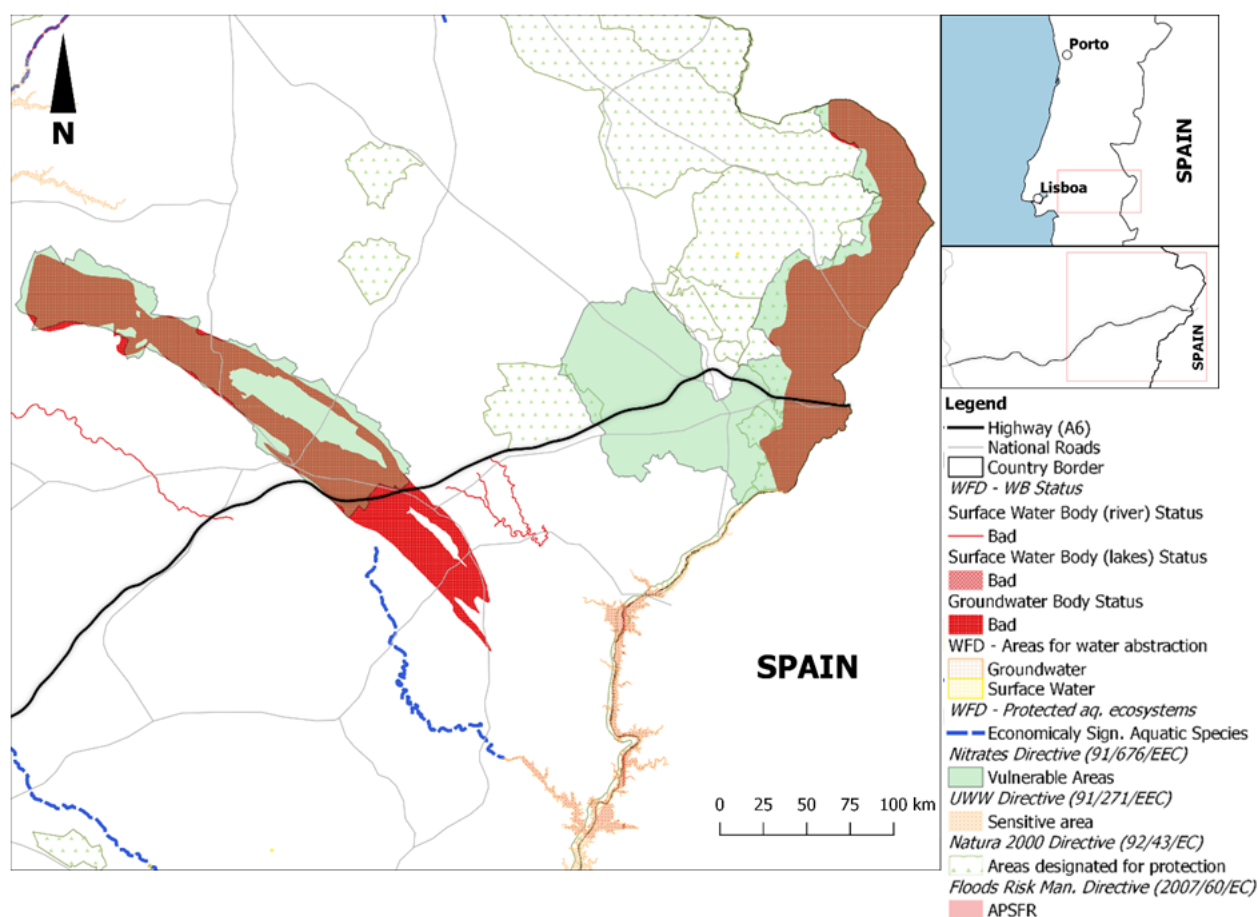 N
SPAIN
0 25 50 75 100 km
Porto
Lisboa
SPAIN
SPAIN
Legend
Highway (A6)
National Roads
Country Border
WFD - WB Status
Surface Water Body (river) Status
Bad
Surface Water Body (lakes) Status
Bad
Groundwater Body Status
Bad
WFD - Areas for water abstraction
Groundwater
Surface Water
WFD - Protected aq. ecosystems
Economicaly Sign. Aquatic Species
Nitrates Directive (91/676/EEC)
Vulnerable Areas
UWW Directive (91/271/EEC)
Sensitive area
Natura 2000 Directive (92/43/EC)
Areas designated for protection
Floods Risk Man. Directive (2007/60/EC)
APSFR